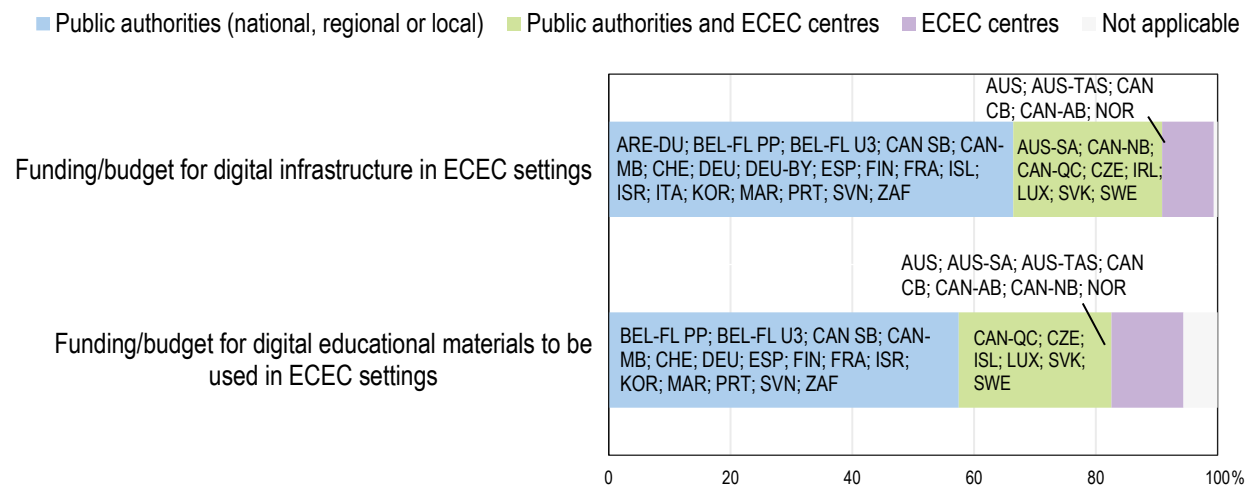 Public authorities (national, regional or local) Public authorities and ECEC centres ECEC centres Not applicable
AUS; AUS-TAS; CAN
CB; CAN-AB; NOR
Funding/budget for digital infrastructure in ECEC settings
ARE-DU; BEL-FL PP; BEL-FL U3; CAN SB; CAN-
MB; CHE; DEU; DEU-BY; ESP; FIN; FRA; ISL;
ISR; ITA; KOR; MAR; PRT; SVN; ZAF
AUS-SA; CAN-NB;
CAN-QC; CZE; IRL;
LUX; SVK; SWE
AUS; AUS-SA; AUS-TAS; CAN
CB; CAN-AB; CAN-NB; NOR
Funding/budget for digital educational materials to be
used in ECEC settings
BEL-FL PP; BEL-FL U3; CAN SB; CAN-
MB; CHE; DEU; ESP; FIN; FRA; ISR;
KOR; MAR; PRT; SVN; ZAF
CAN-QC; CZE;
ISL; LUX; SVK;
SWE
0 20 40 60 80 100%